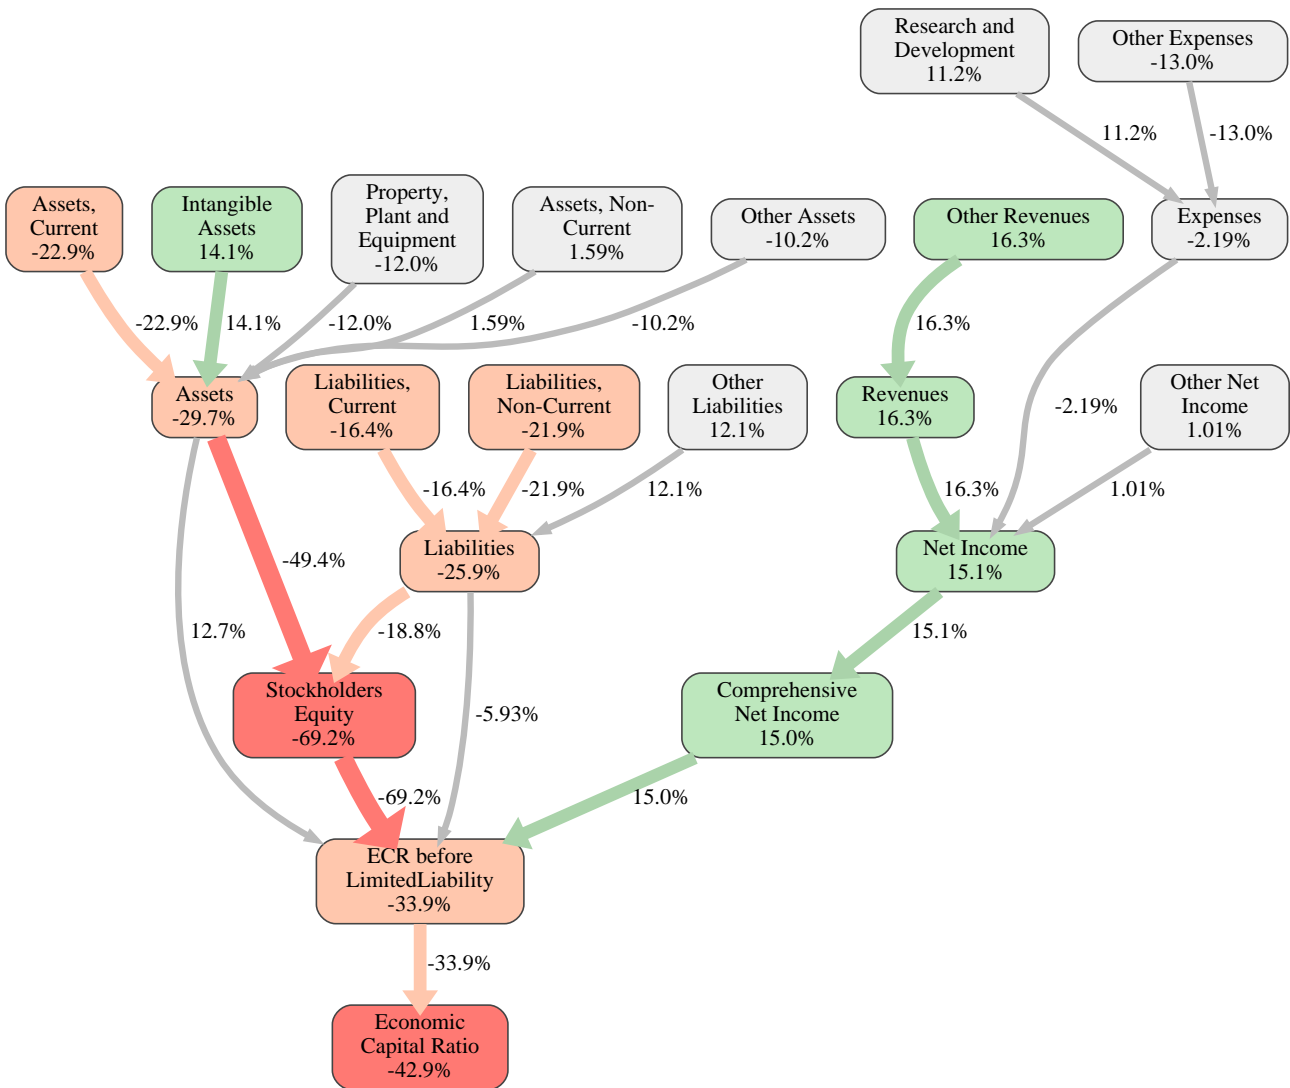 Research and
Development
11.2%
Other Expenses
-13.0%
11.2%
-13.0%
Assets,
Current
-22.9%
Intangible
Assets
14.1%
Property,
Plant and
Equipment
-12.0%
Assets, Non-
Current
1.59%
Other Assets
-10.2%
Other Revenues
16.3%
Expenses
-2.19%
-22.9%
14.1%
-12.0%
1.59%
-10.2%
16.3%
Assets
-29.7%
Liabilities,
Current
-16.4%
Liabilities,
Non-Current
-21.9%
Other
Liabilities
12.1%
Revenues
16.3%
-2.19%
Other Net
Income
1.01%
-16.4%
-21.9%
12.1%
16.3%
1.01%
-49.4%
Liabilities
-25.9%
Net Income
15.1%
12.7%
-18.8%
15.1%
Stockholders
Equity
-69.2%
-5.93%
Comprehensive
Net Income
15.0%
-69.2%
15.0%
ECR before
LimitedLiability
-33.9%
-33.9%
Economic
Capital Ratio
-42.9%